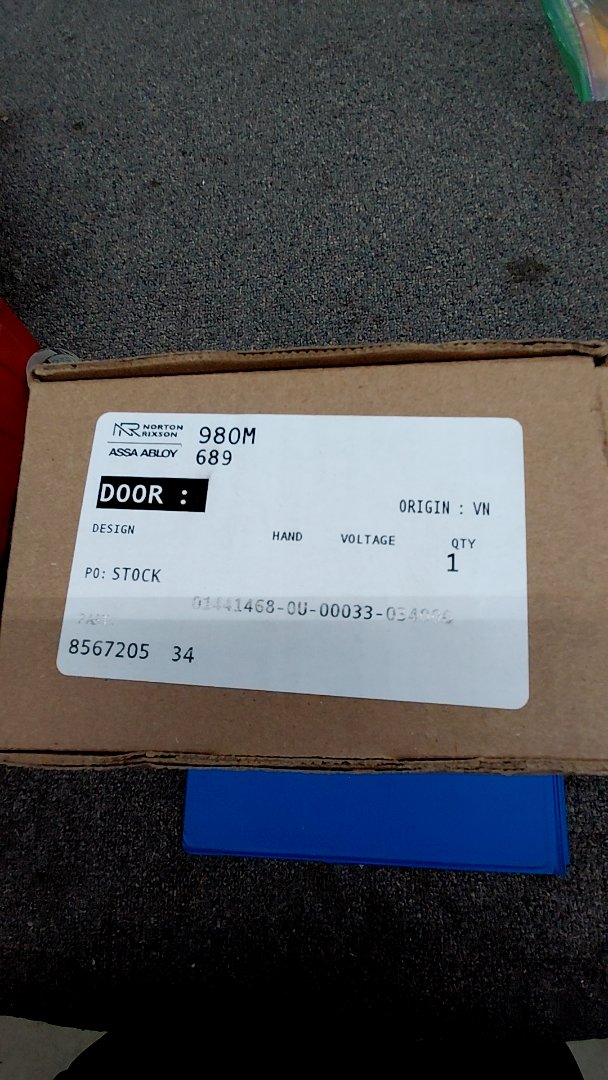 NORTON
RIXSON
ASSA ABLOY
980M
689
DOOR :
ORIGIN : VN
DESIGN HAND VOLTAGE QTY
1
PO: STOCK
8567205 34